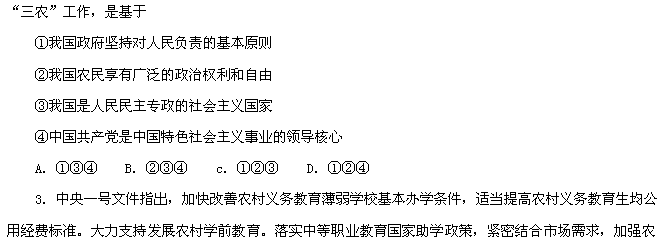 “三农”工作，是基于
①我国政府坚持对人民负责的基本原则
②我国农民享有广泛的政治权利和自由
③我国是人民民主专政的社会主义国家
④中国共产党是中国特色社会主义事业的领导核心
A. ①③④ B. ②③④ c. ①②③ D. ①②④
3. 中央一号文件指出，加快改善农村义务教育薄弱学校基本办学条件，适当提高农村义务教育生均公
用经费标准。大力支持发展农村学前教育。落实中等职业教育国家助学政策，紧密结合市场需求，加强农